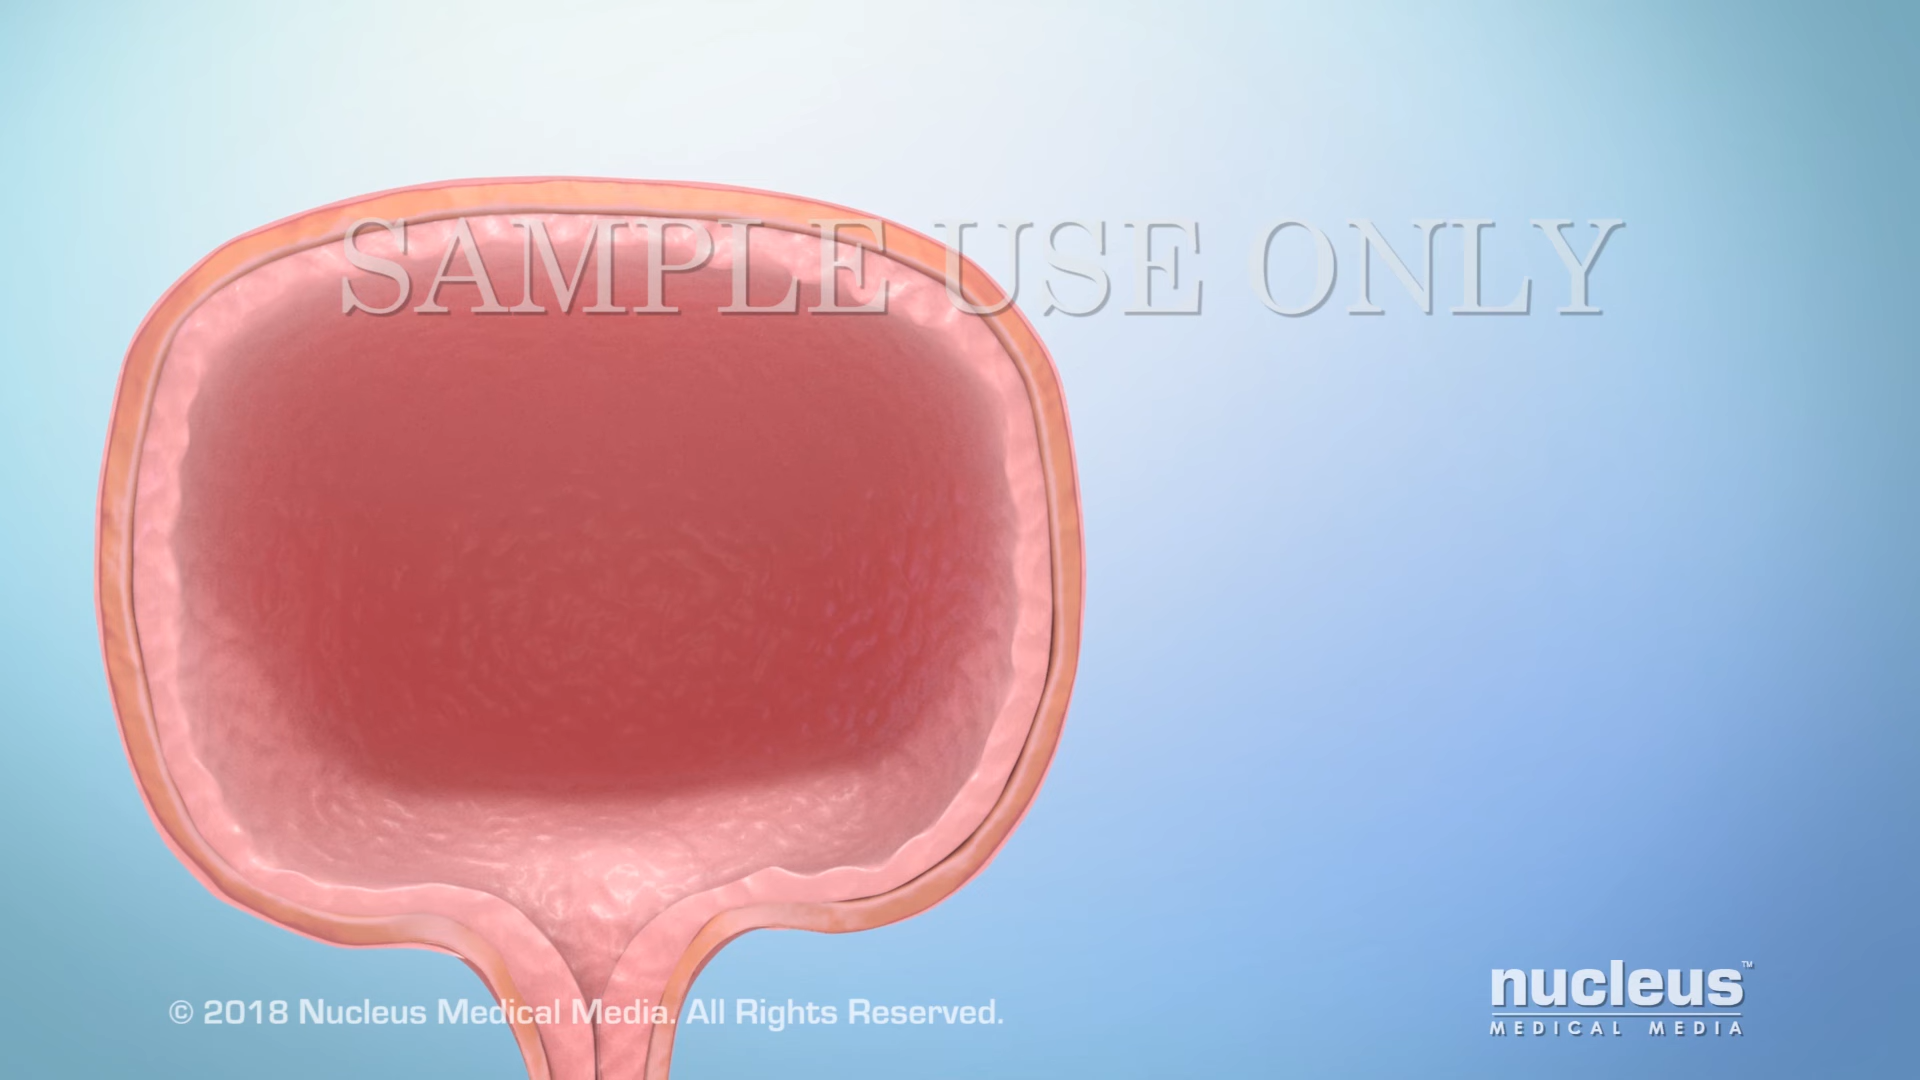 SAMPLE USE ONLY
© 2018 Nucleus Medical Media. All Rights Reserved.
nucleus™
MEDICAL MEDIA